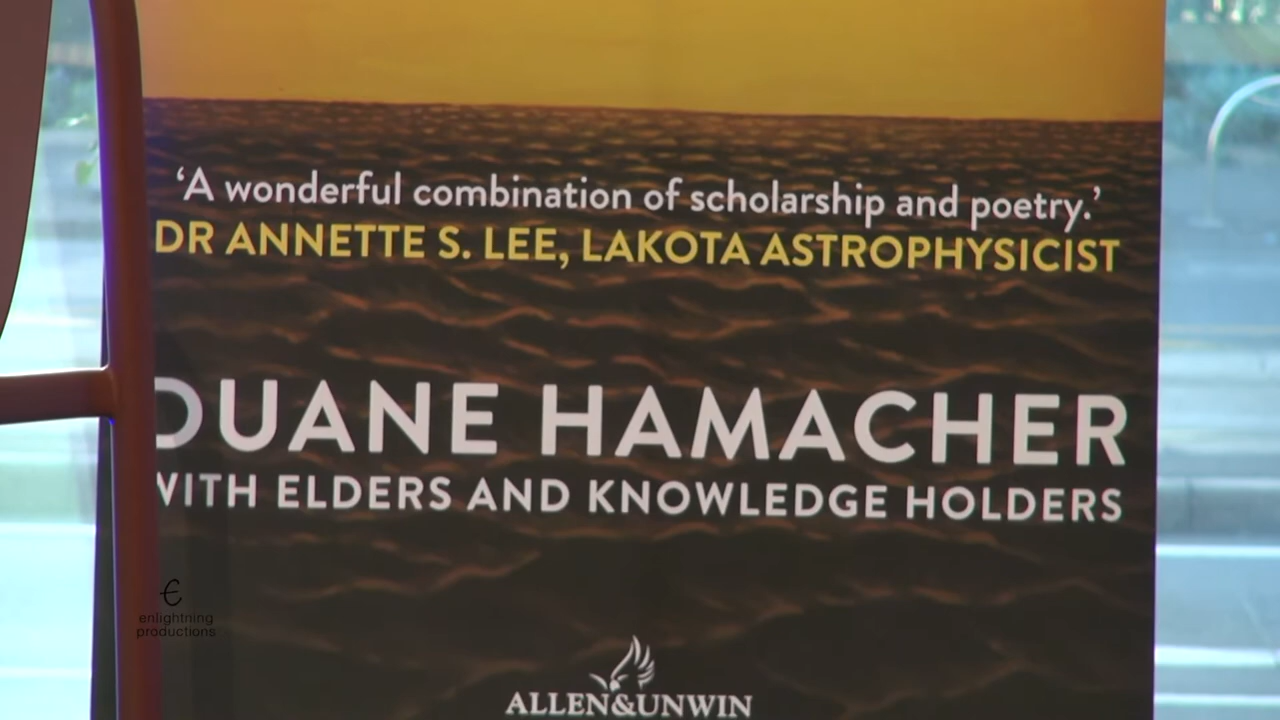 ‘A wonderful combination of scholarship and poetry.’
DR ANNETTE S. LEE, LAKOTA ASTROPHYSICIST
DUANE HAMACHER
WITH ELDERS AND KNOWLEDGE HOLDERS
€
enlightning
productions
ALLEN&UNWIN